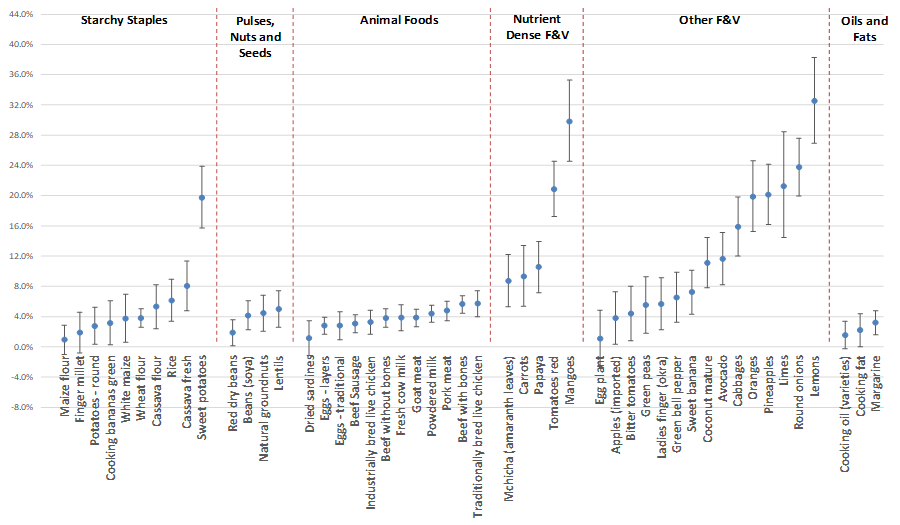 44.0%
40.0%
36.0%
32.0%
28.0%
24.0%
20.0%
16.0%
12.0%
8.0%
4.0%
0.0%
-4.0%
-8.0%
Starchy Staples
Pulses,
Nuts and
Seeds
Animal Foods
Nutrient
Dense F&V
Other F&V
Oils and
Fats
Maize flour
Finger millet
Potatoes - round
Cooking bananas green
White maize
Wheat flour
Cassava flour
Rice
Cassava fresh
Sweet potatoes
Red dry beans
Beans (soya)
Natural groundnuts
Lentils
Dried sardines
Eggs - layers
Eggs - traditional
Beef Sausage
Industrially bred live chicken
Beef without bones
Fresh cow milk
Goat meat
Powdered milk
Pork meat
Beef with bones
Traditionally bred live chicken
Mchicha (amaranth leaves)
Carrots
Papaya
Tomatoes red
Mangoes
Egg plant
Apples (imported)
Bitter tomatoes
Green peas
Ladies finger (okra)
Green bell pepper
Sweet banana
Coconut mature
Avocado
Cabbages
Oranges
Pineapples
Limes
Round onions
Lemons
Cooking oil (varieties)
Cooking fat
Margarine